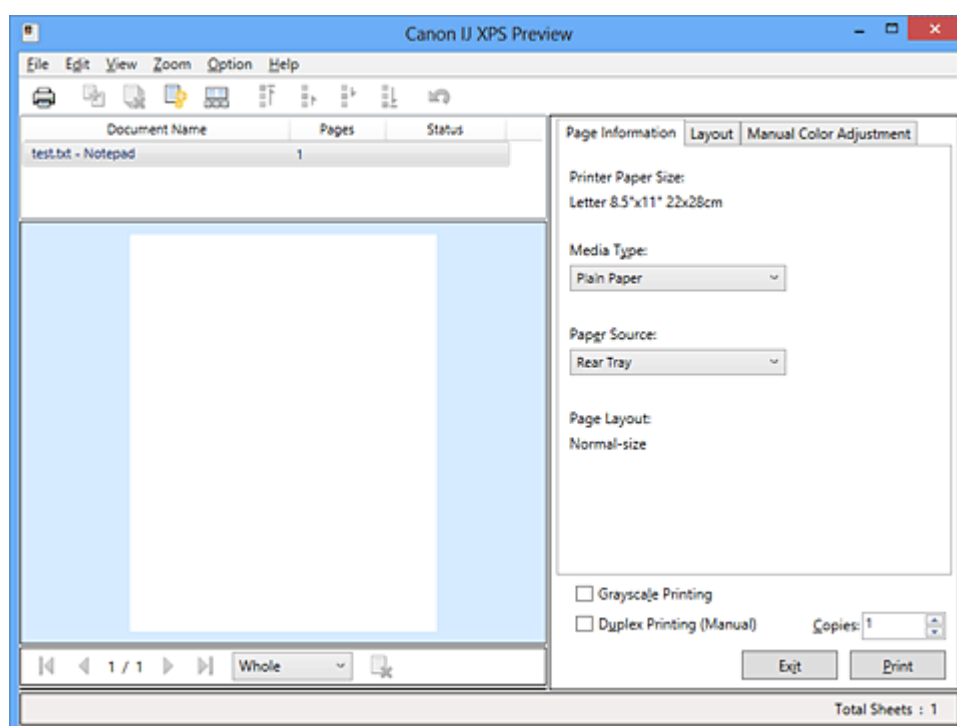 Canon IJ XPS Preview
File Edit View Zoom Option Help
Document Name Pages Status
test.txt - Notepad 1
Page Information Layout Manual Color Adjustment
Printer Paper Size:
Letter 8.5"x11" 22x28cm
Media Type:
Plain Paper
Paper Source:
Rear Tray
Page Layout:
Normal-size
Grayscale Printing
Duplex Printing (Manual) Copies: 1
1 / 1 Whole
Exit Print
Total Sheets : 1